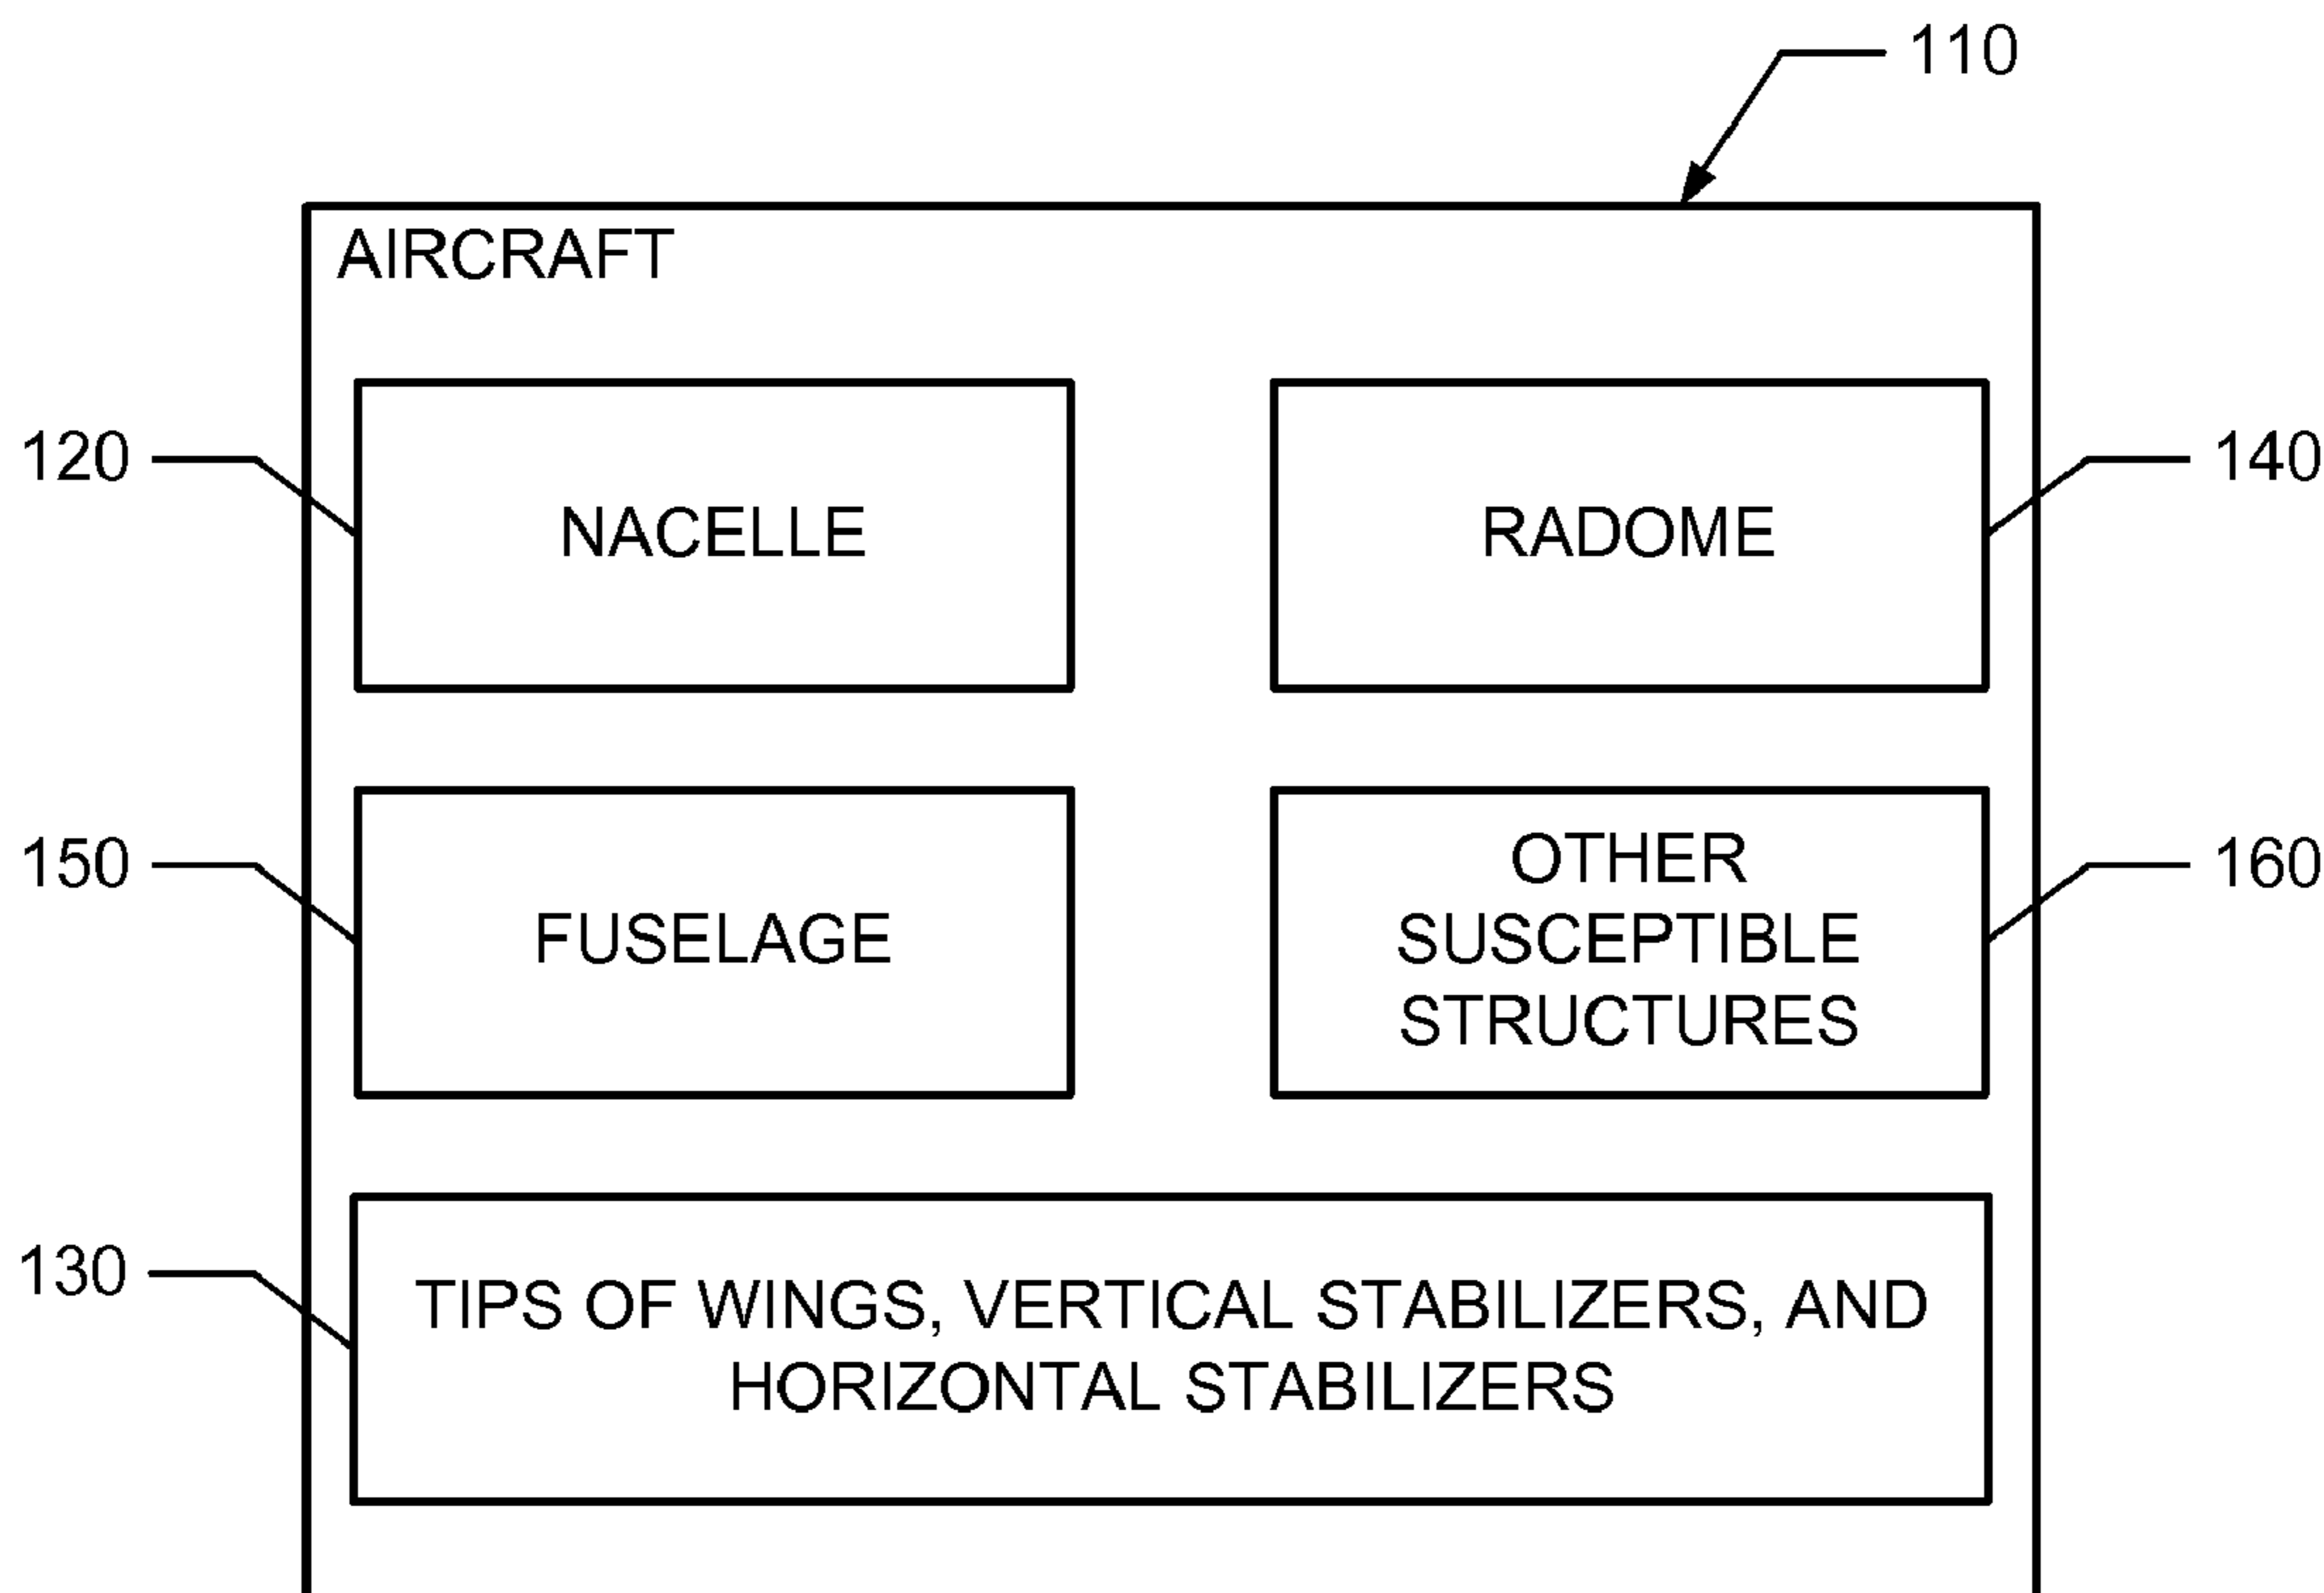 110
AIRCRAFT
120
NACELLE
RADOME
140
150
FUSELAGE
OTHER
SUSCEPTIBLE
STRUCTURES
160
130
TIPS OF WINGS, VERTICAL STABILIZERS, AND
HORIZONTAL STABILIZERS